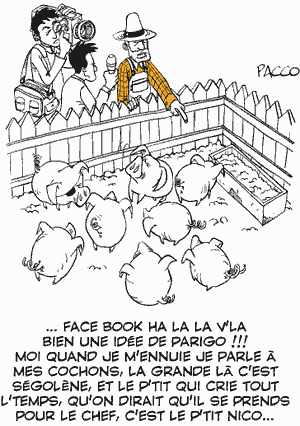 PACCO
... FACE BOOK HA LA LA V'LA
BIEN UNE IDÉE DE PARIGO !!!
MOI QUAND JE M'ENNUIE JE PARLE À
MES COCHONS, LA GRANDE LÀ C'EST
SÉGOLÈNE, ET LE P'TIT QUI CRIE TOUT
L'TEMPS, QU'ON DIRAIT QU'IL SE PRENDS
POUR LE CHEF, C'EST LE P'TIT NICO...